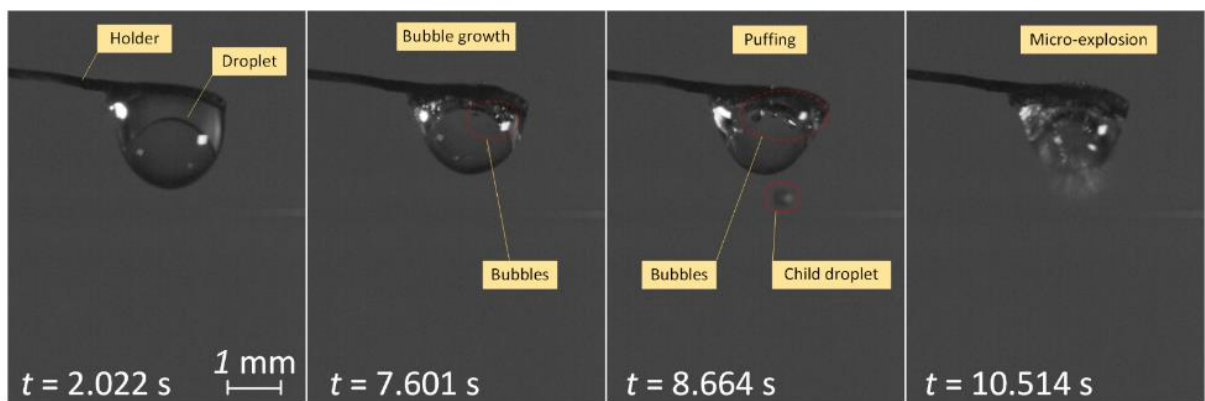 Holder
Droplet
t = 2.022 s
1 mm
Bubble growth
Bubbles
t = 7.601 s
Puffing
Bubbles
Child droplet
t = 8.664 s
Micro-explosion
t = 10.514 s